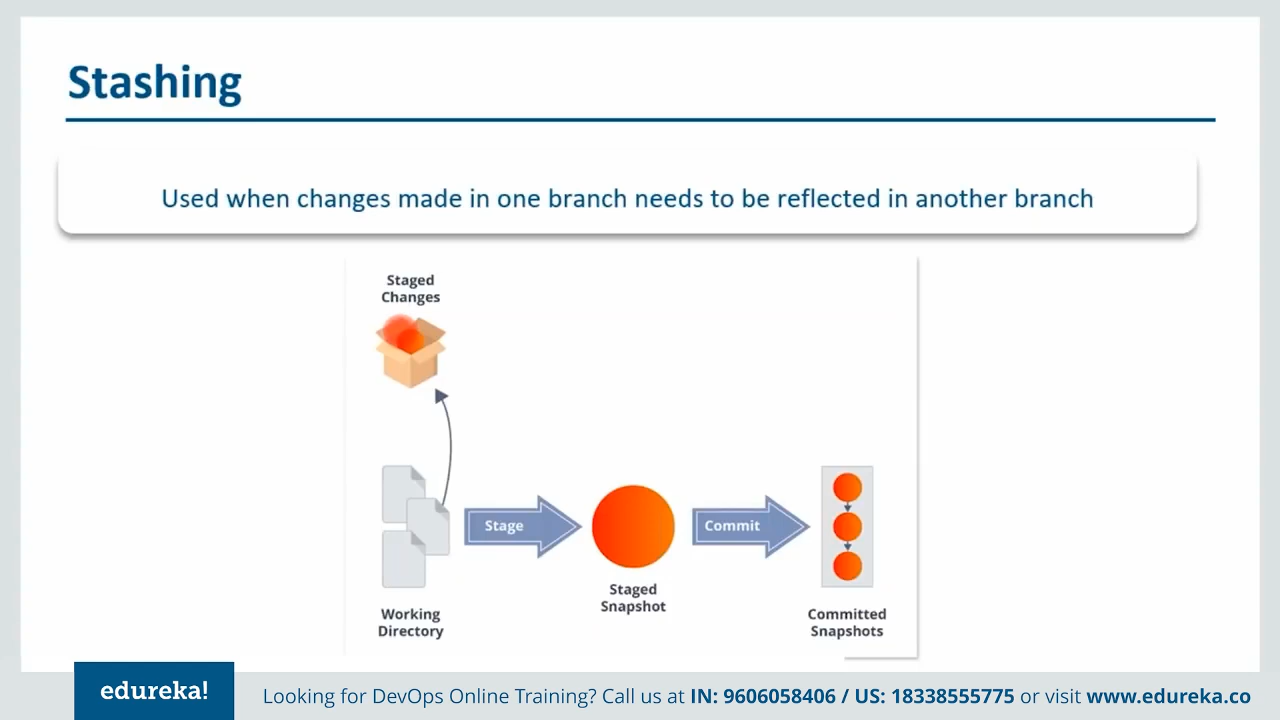 Stashing
Used when changes made in one branch needs to be reflected in another branch
Staged
Changes
Stage
Commit
Staged
Snapshot
Working
Directory
Committed
Snapshots
edureka!
Looking for DevOps Online Training? Call us at IN: 9606058406 / US: 18338555775 or visit www.edureka.co